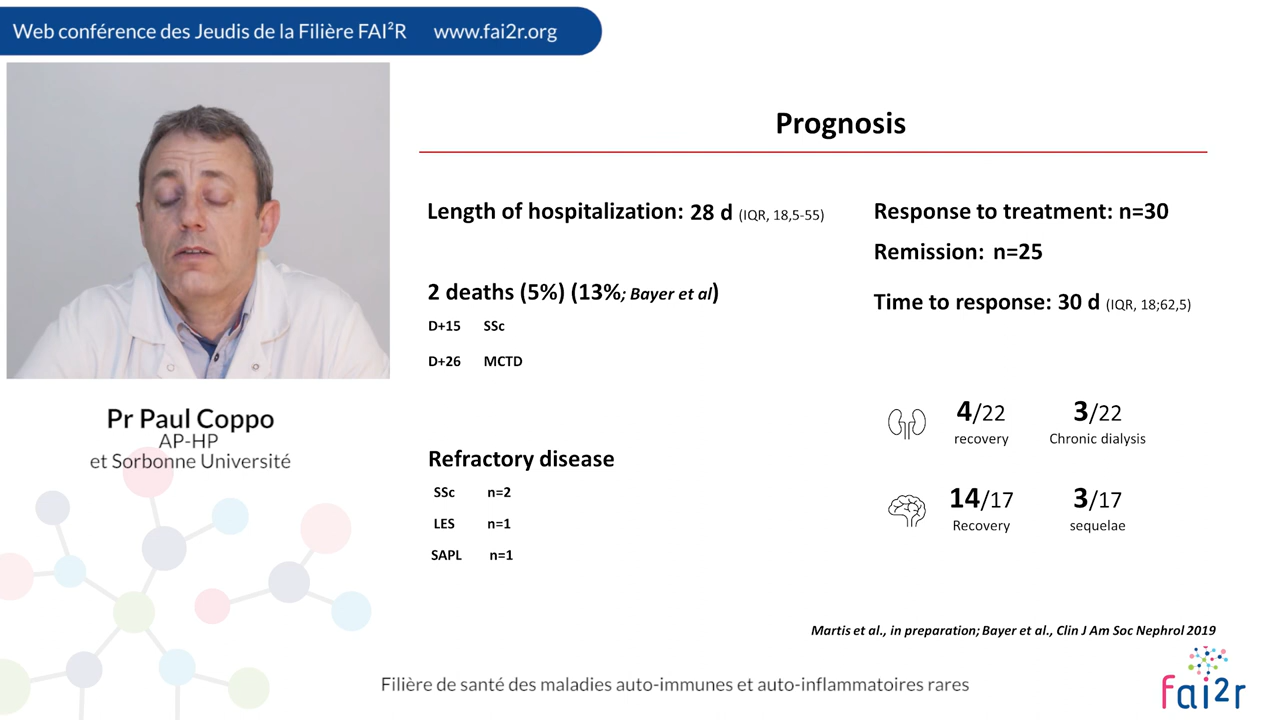 Web conférence des Jeudis de la Filière FAI²R www.fai2r.org
Prognosis
Length of hospitalization: 28 d (IQR, 18,5-55)
2 deaths (5%) (13%; Bayer et al)
D+15 SSc
D+26 MCTD
Refractory disease
SSc n=2
LES n=1
SAPL n=1
Response to treatment: n=30
Remission: n=25
Time to response: 30 d (IQR, 18;62,5)
4/22 3/22
recovery Chronic dialysis
14/17 3/17
Recovery sequelae
Pr Paul Coppo
AP-HP
et Sorbonne Université
Martis et al., in preparation; Bayer et al., Clin J Am Soc Nephrol 2019
Filière de santé des maladies auto-immunes et auto-inflammatoires rares
fai2r